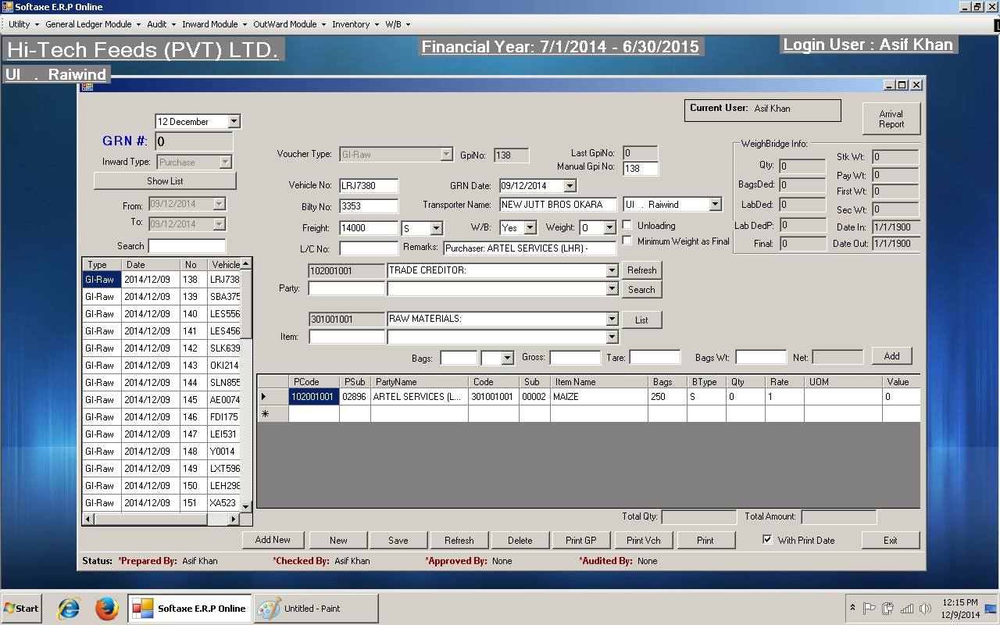 Softaxe E.R.P Online
Utility General Ledger Module Audit Inward Module OutWard Module Inventory W/B
Hi-Tech Feeds (PVT) LTD. Financial Year: 7/1/2014 - 6/30/2015 Login User : Asif Khan
UI . Raiwind
Current User: Asif Khan
Arrival Report
12 December
GRN #: 0
Inward Type: Purchase
Show List
From: 09/12/2014
To: 09/12/2014
Search
Voucher Type: GI-Raw GpiNo: 138 Last GpiNo: 0
Manual Gpi No: 138
Vehicle No: LRJ7380 GRN Date: 09/12/2014
Bilty No: 3353 Transporter Name: NEW JUTT BROS OKARA UI . Raiwind
Freight: 14000 S W/B: Yes Weight: 0 Unloading
Minimum Weight as Final
L/C No: Remarks: Purchaser: ARTEL SERVICES (LHR) -
WeighBridge Info:
Qty: 0 Stk Wt: 0
BagsDed: 0 Pay Wt: 0
LabDed: 0 First Wt: 0
Sec Wt: 0
Lab DedP: 0 Date In: 1/1/1900
Final: 0 Date Out: 1/1/1900
102001001 TRADE CREDITOR: Refresh
Party: Search
301001001 RAW MATERIALS: List
Item:
Bags: Gross: Tare: Bags Wt: Net: Add
Type Date No Vehicle
GI-Raw 2014/12/09 138 LRJ738
GI-Raw 2014/12/09 139 SBA375
GI-Raw 2014/12/09 140 LES556
GI-Raw 2014/12/09 141 LES456
GI-Raw 2014/12/09 142 SLK639
GI-Raw 2014/12/09 143 OKI214
GI-Raw 2014/12/09 144 SLN855
GI-Raw 2014/12/09 145 AE0074
GI-Raw 2014/12/09 146 FDI175
GI-Raw 2014/12/09 147 LEI531
GI-Raw 2014/12/09 148 Y0014
GI-Raw 2014/12/09 149 LXT596
GI-Raw 2014/12/09 150 LEH298
GI-Raw 2014/12/09 151 XA523
PCode PSub PartyName Code Sub Item Name Bags BType Qty Rate UOM Value
102001001 02896 ARTEL SERVICES (L... 301001001 00002 MAIZE 250 S 0 1 0
Total Qty: Total Amount:
Add New New Save Refresh Delete Print GP Print Vch Print With Print Date Exit
Status: *Prepared By: Asif Khan *Checked By: Asif Khan *Approved By: None *Audited By: None
Start Softaxe E.R.P Online Untitled - Paint 12:15 PM
12/9/2014